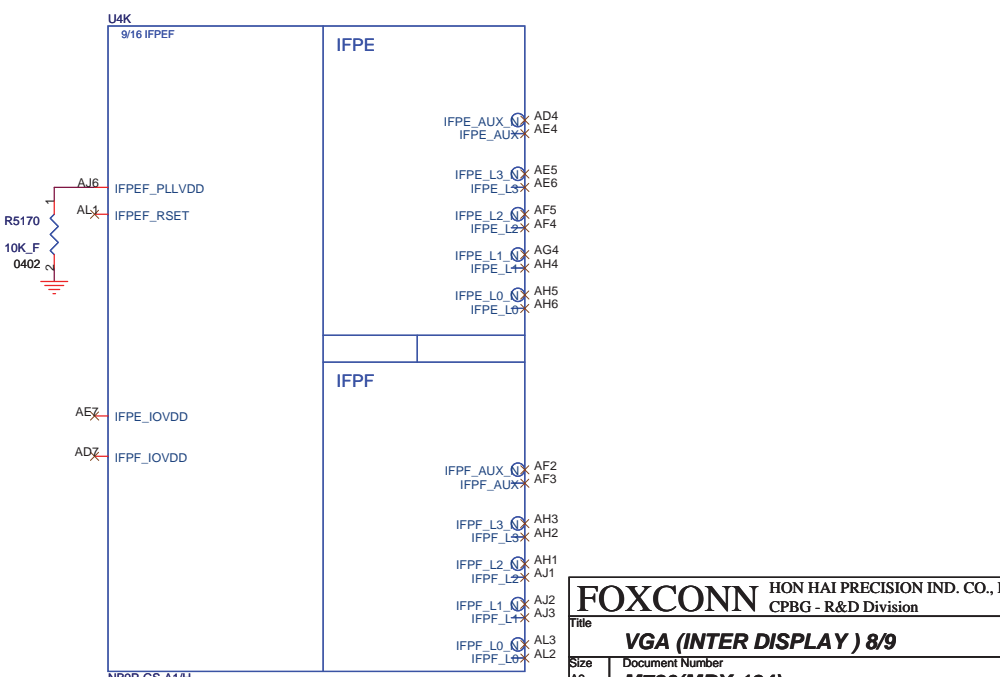 U4K
9/16 IFPEF
IFPE
IFPE_AUX_N AD4
IFPE_AUX AE4
IFPE_L3_N AE5
IFPE_L3 AE6
AJ6 IFPEF_PLLVDD
1
AL1 IFPEF_RSET
IFPE_L2_N AF5
IFPE_L2 AF4
R5170
10K_F
0402
2
IFPE_L1_N AG4
IFPE_L1 AH4
IFPE_L0_N AH5
IFPE_L0 AH6
IFPF
AE7 IFPE_IOVDD
AD7 IFPF_IOVDD
IFPF_AUX_N AF2
IFPF_AUX AF3
IFPF_L3_N AH3
IFPF_L3 AH2
IFPF_L2_N AH1
IFPF_L2 AJ1
IFPF_L1_N AJ2
IFPF_L1 AJ3
IFPF_L0_N AL3
IFPF_L0 AL2
FOXCONN HON HAI PRECISION IND. CO.,
CPBG - R&D Division
Title
VGA (INTER DISPLAY ) 8/9
Size Document Number